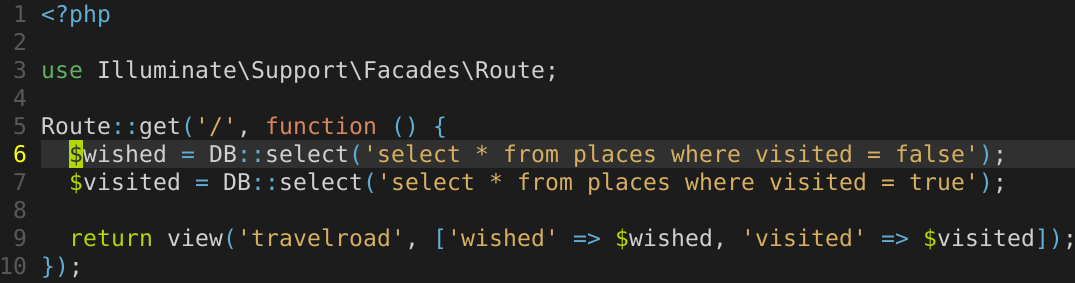 1 <?php
2
3 use Illuminate\Support\Facades\Route;
4
5 Route::get('/', function () {
6   $wished = DB::select('select * from places where visited = false');
7   $visited = DB::select('select * from places where visited = true');
8
9   return view('travelroad', ['wished' => $wished, 'visited' => $visited]);
10 });